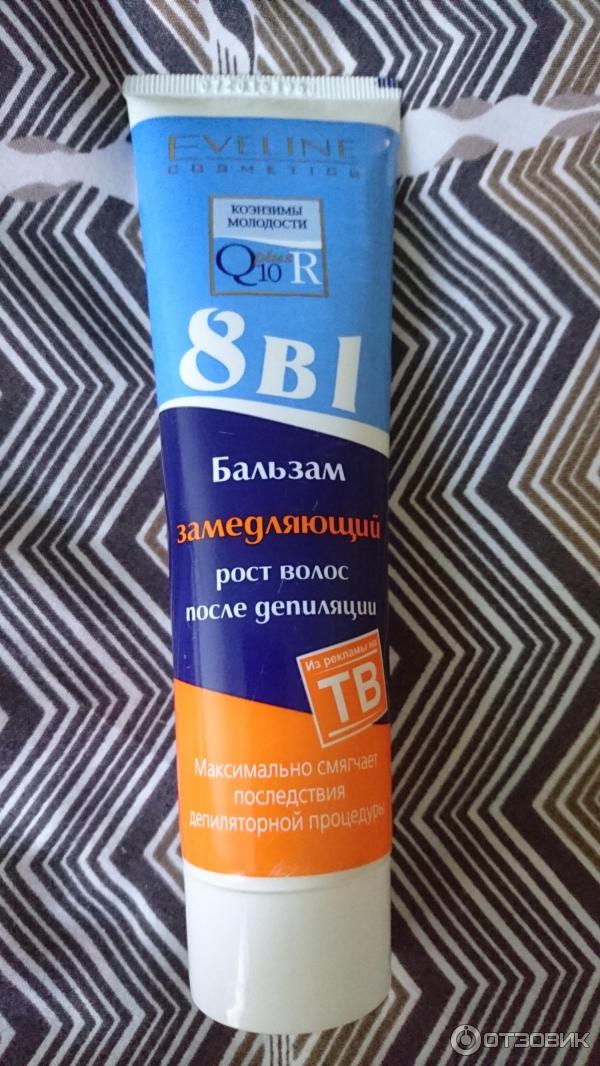 EVELINE
COSMETICS
КОЭНЗИМЫ
МОЛОДОСТИ
Q10 plus R
8 в 1
Бальзам
замедляющий
рост волос
после депиляции
Из рекламы на
ТВ
Максимально смягчает
последствия
депиляторной процедуры
ОТЗОВИК